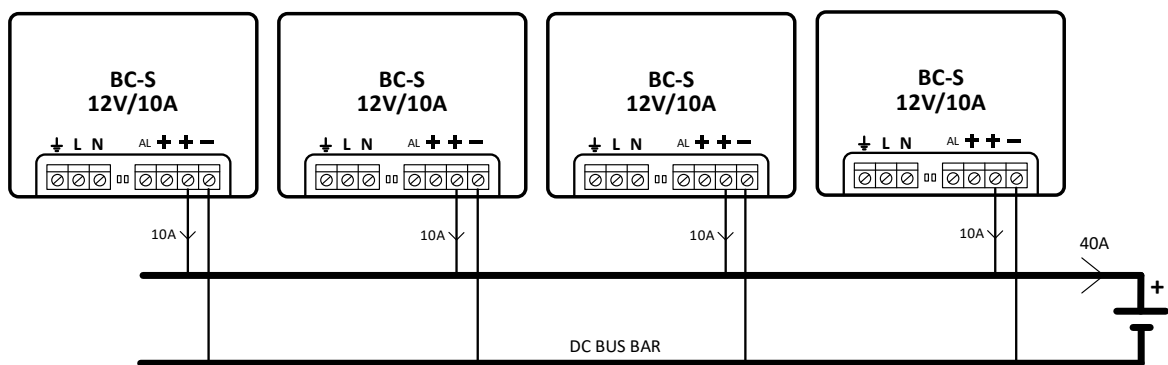 BC-S
12V/10A
L N AL + + −
10A
BC-S
12V/10A
L N AL + + −
10A
BC-S
12V/10A
L N AL + + −
10A
BC-S
12V/10A
L N AL + + −
10A
40A
+
DC BUS BAR